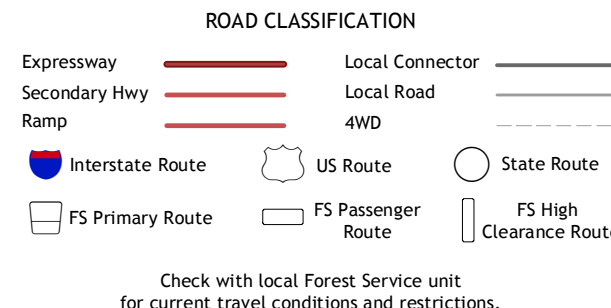 ROAD CLASSIFICATION
Expressway
Local Connector
Secondary Hwy
Local Road
Ramp
4WD
Interstate Route
US Route
State Route
FS Primary Route
FS Passenger
Route
FS High
Clearance Route
Check with local Forest Service unit
for current travel conditions and restrictions.